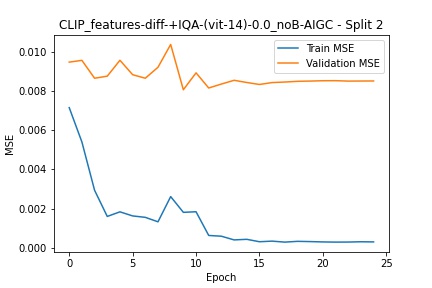 CLIP_features-diff-+IQA-(vit-14)-0.0_noB-AIGC - Split 2
Train MSE
Validation MSE
0.010
0.008
0.006
0.004
0.002
0.000
MSE
0 5 10 15 20 25
Epoch